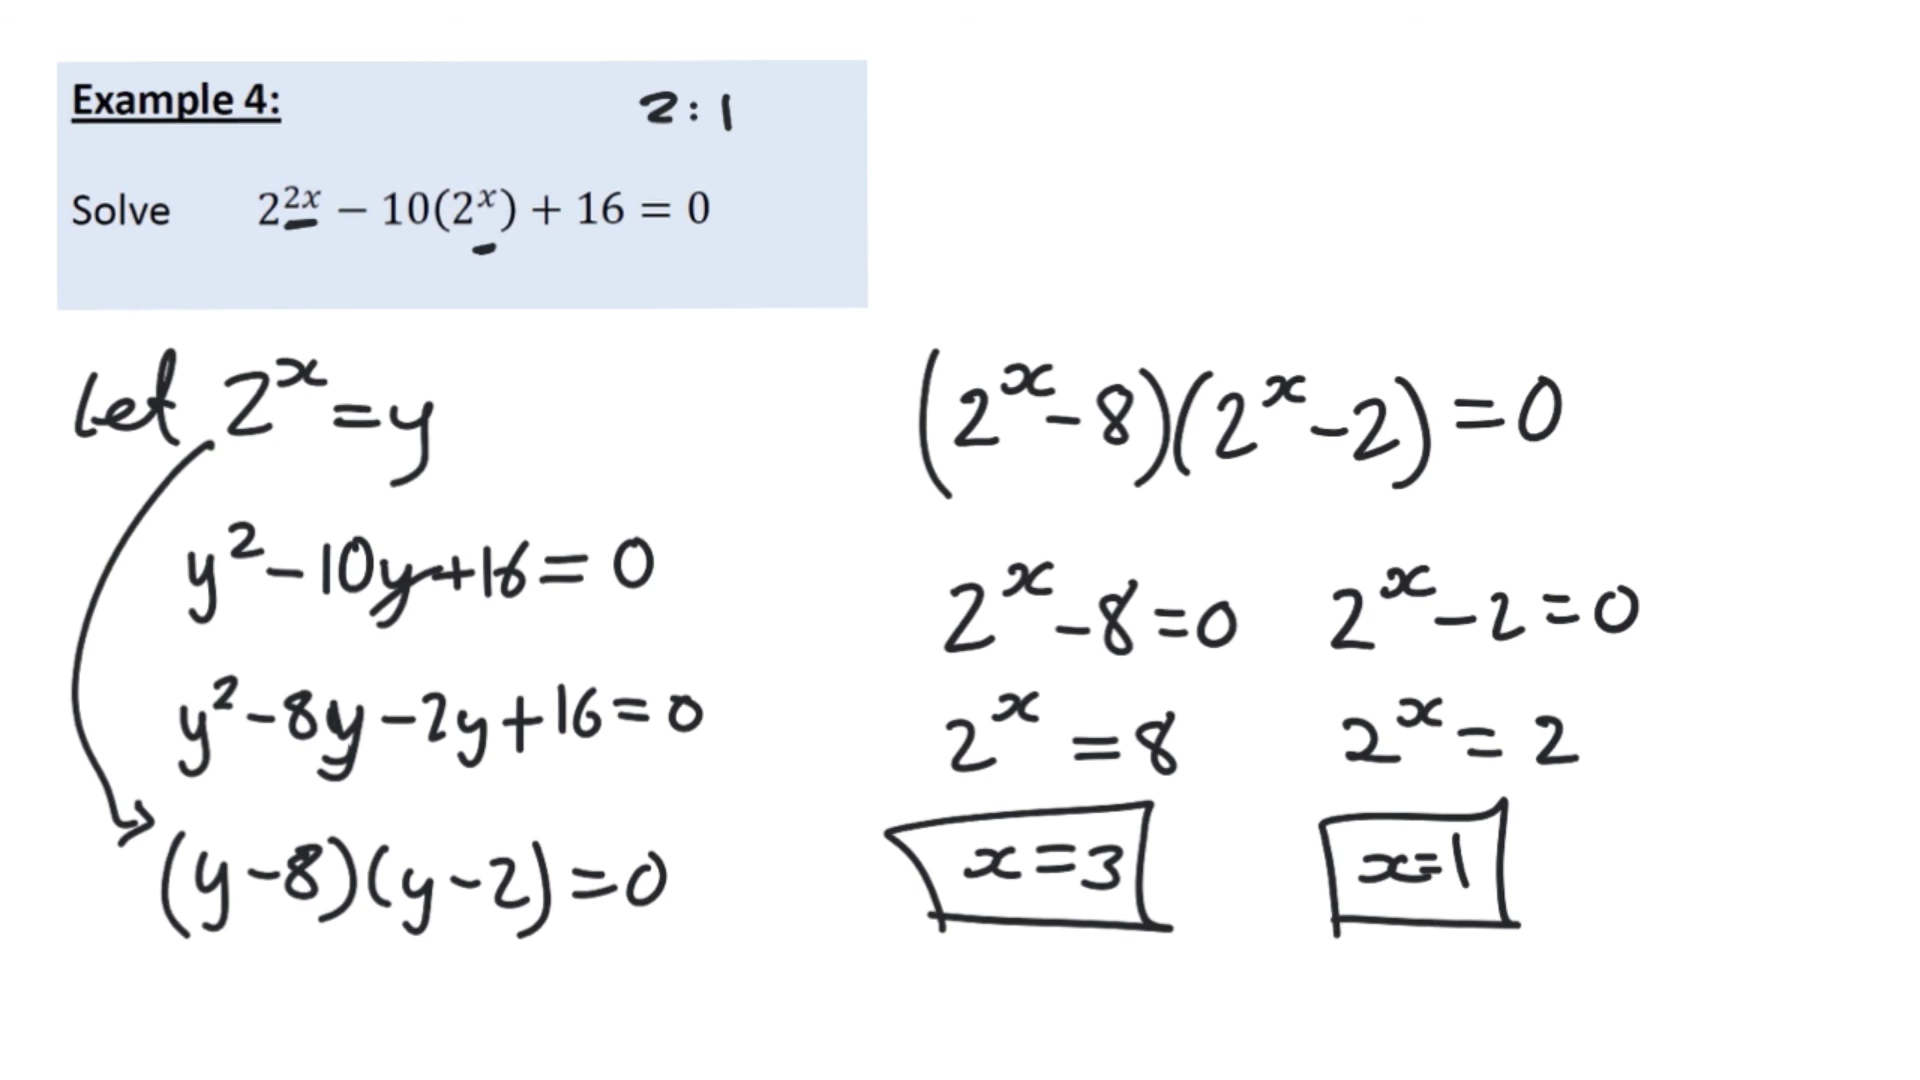 Example 4:
2:1
Solve 2^{2x} − 10(2^x) + 16 = 0
Let 2^x = y
y² − 10y + 16 = 0
y² − 8y − 2y + 16 = 0
(y − 8)(y − 2) = 0
(2^x − 8)(2^x − 2) = 0
2^x − 8 = 0 2^x − 2 = 0
2^x = 8 2^x = 2
x = 3 x = 1